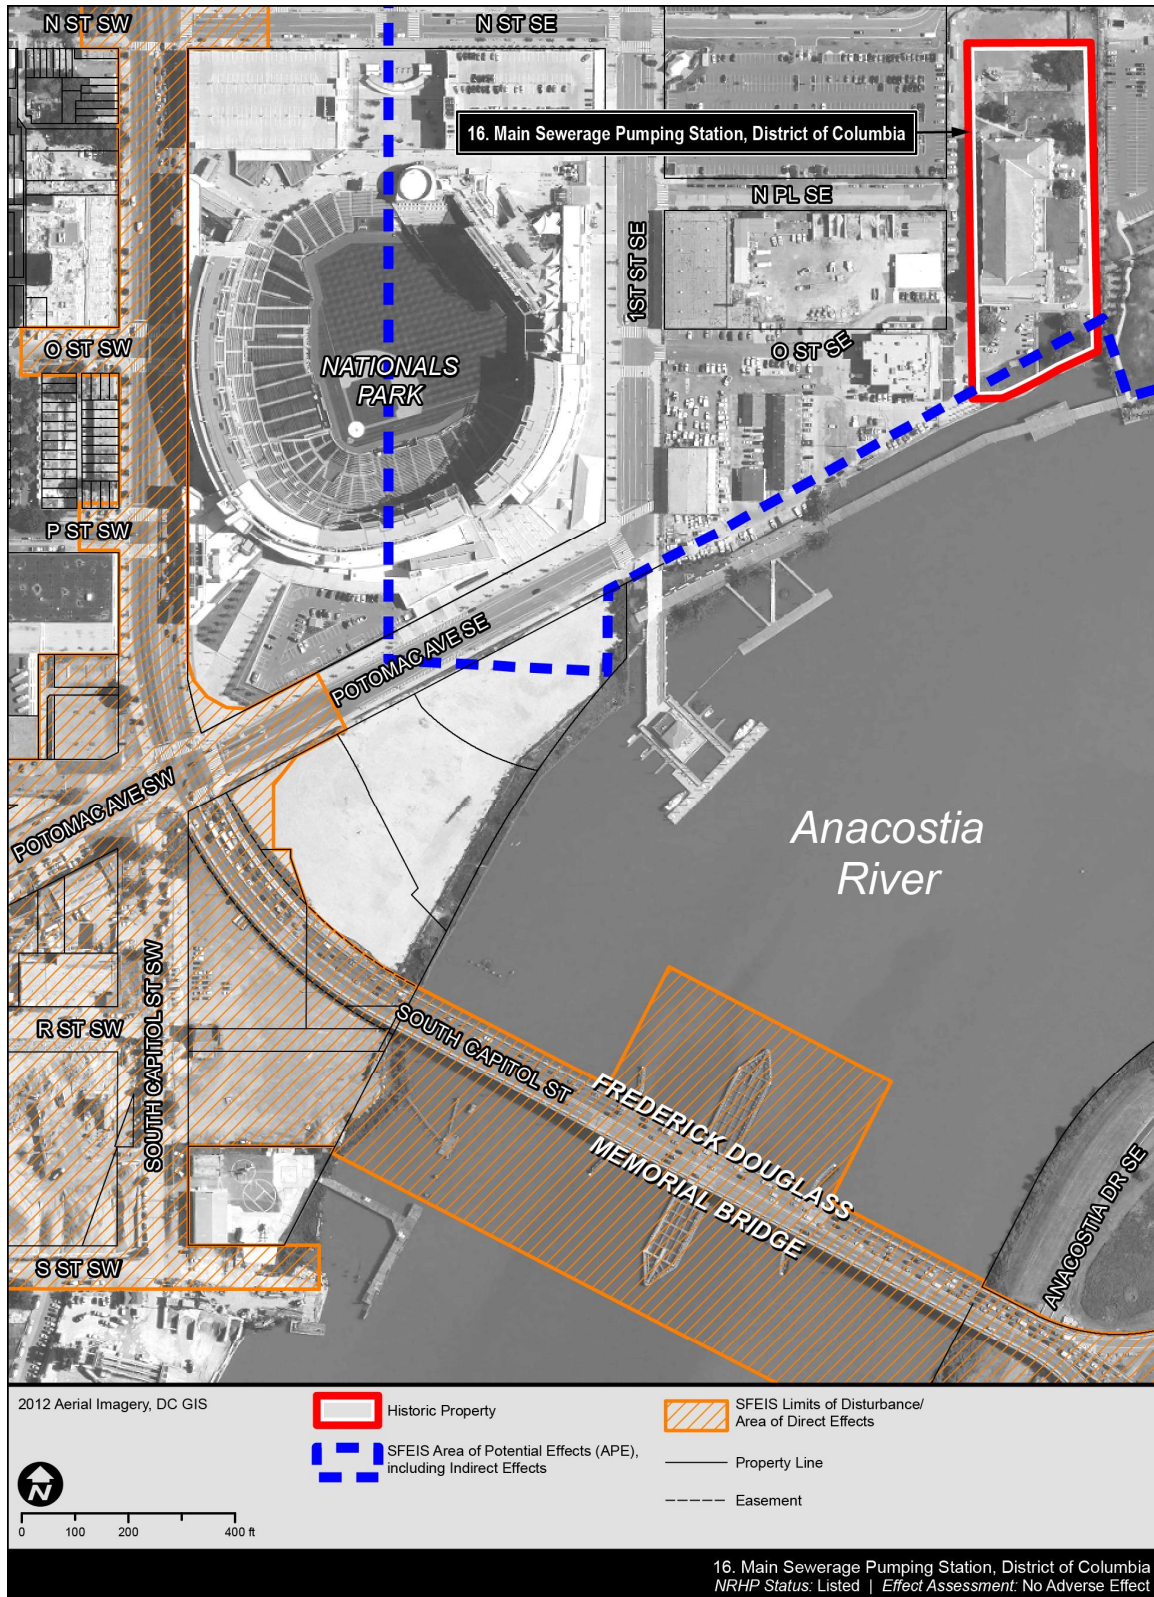 N ST SW
N ST SE
16. Main Sewerage Pumping Station, District of Columbia
N PL SE
1ST ST SE
O ST SW
O ST SE
NATIONALS
PARK
P ST SW
POTOMAC AVE SE
POTOMAC AVE SW
Anacostia
River
SOUTH CAPITOL ST SW
R ST SW
SOUTH CAPITOL ST
FREDERICK DOUGLASS
MEMORIAL BRIDGE
ANACOSTIA DR SE
S ST SW
2012 Aerial Imagery, DC GIS
N
0 100 200 400 ft
Historic Property
SFEIS Area of Potential Effects (APE),
including Indirect Effects
SFEIS Limits of Disturbance/
Area of Direct Effects
Property Line
Easement
16. Main Sewerage Pumping Station, District of Columbia
NRHP Status: Listed | Effect Assessment: No Adverse Effect